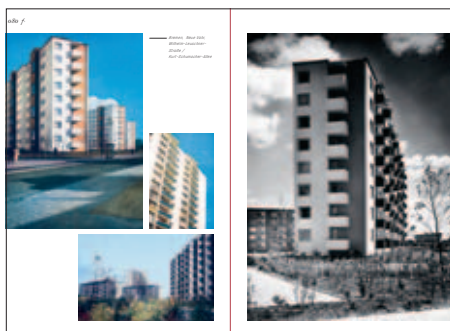 Bremen, Neue Vahr,
Wilhelm-Leuschner-
Straße /
Kurt-Schumacher-Allee